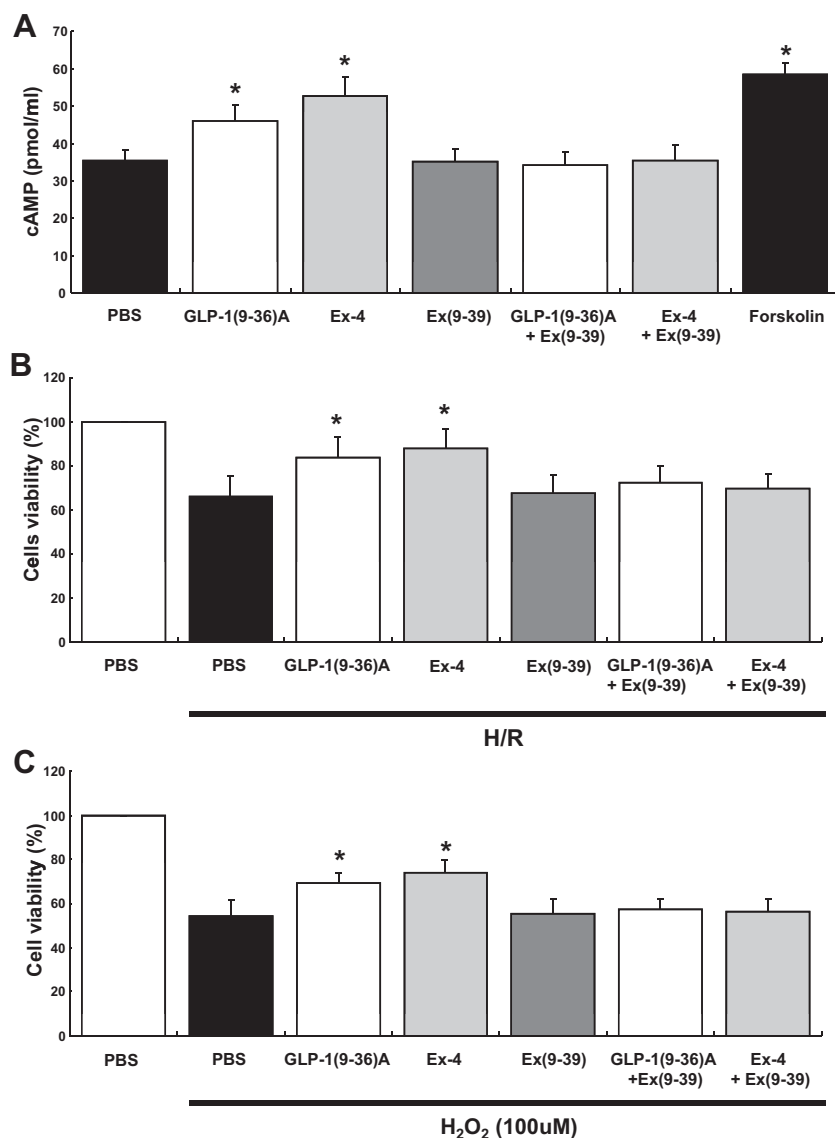 A
cAMP (pmol/ml)
70
60
50
40
30
20
10
0
*
*
*
PBS
GLP-1(9-36)A
Ex-4
Ex(9-39)
GLP-1(9-36)A
+ Ex(9-39)
Ex-4
+ Ex(9-39)
Forskolin
B
Cells viability (%)
120
100
80
60
40
20
0
*
*
PBS
PBS
GLP-1(9-36)A
Ex-4
Ex(9-39)
GLP-1(9-36)A
+ Ex(9-39)
Ex-4
+ Ex(9-39)
H/R
C
Cell viability (%)
120
100
80
60
40
20
0
*
*
PBS
PBS
GLP-1(9-36)A
Ex-4
Ex(9-39)
GLP-1(9-36)A
+Ex(9-39)
Ex-4
+ Ex(9-39)
H₂O₂ (100uM)